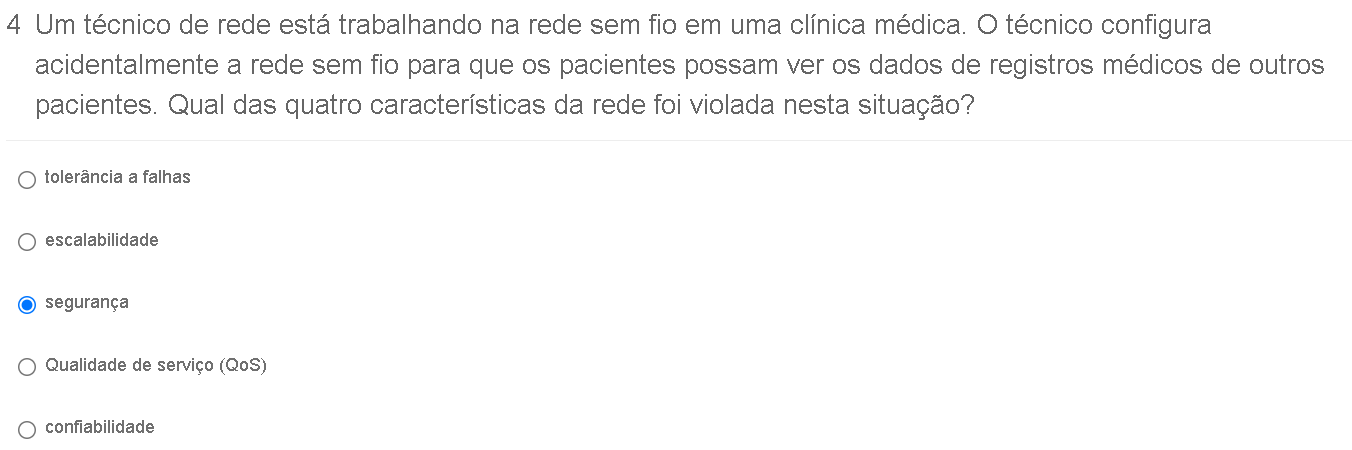 4 Um técnico de rede está trabalhando na rede sem fio em uma clínica médica. O técnico configura
acidentalmente a rede sem fio para que os pacientes possam ver os dados de registros médicos de outros
pacientes. Qual das quatro características da rede foi violada nesta situação?
tolerância a falhas
escalabilidade
segurança
Qualidade de serviço (QoS)
confiabilidade